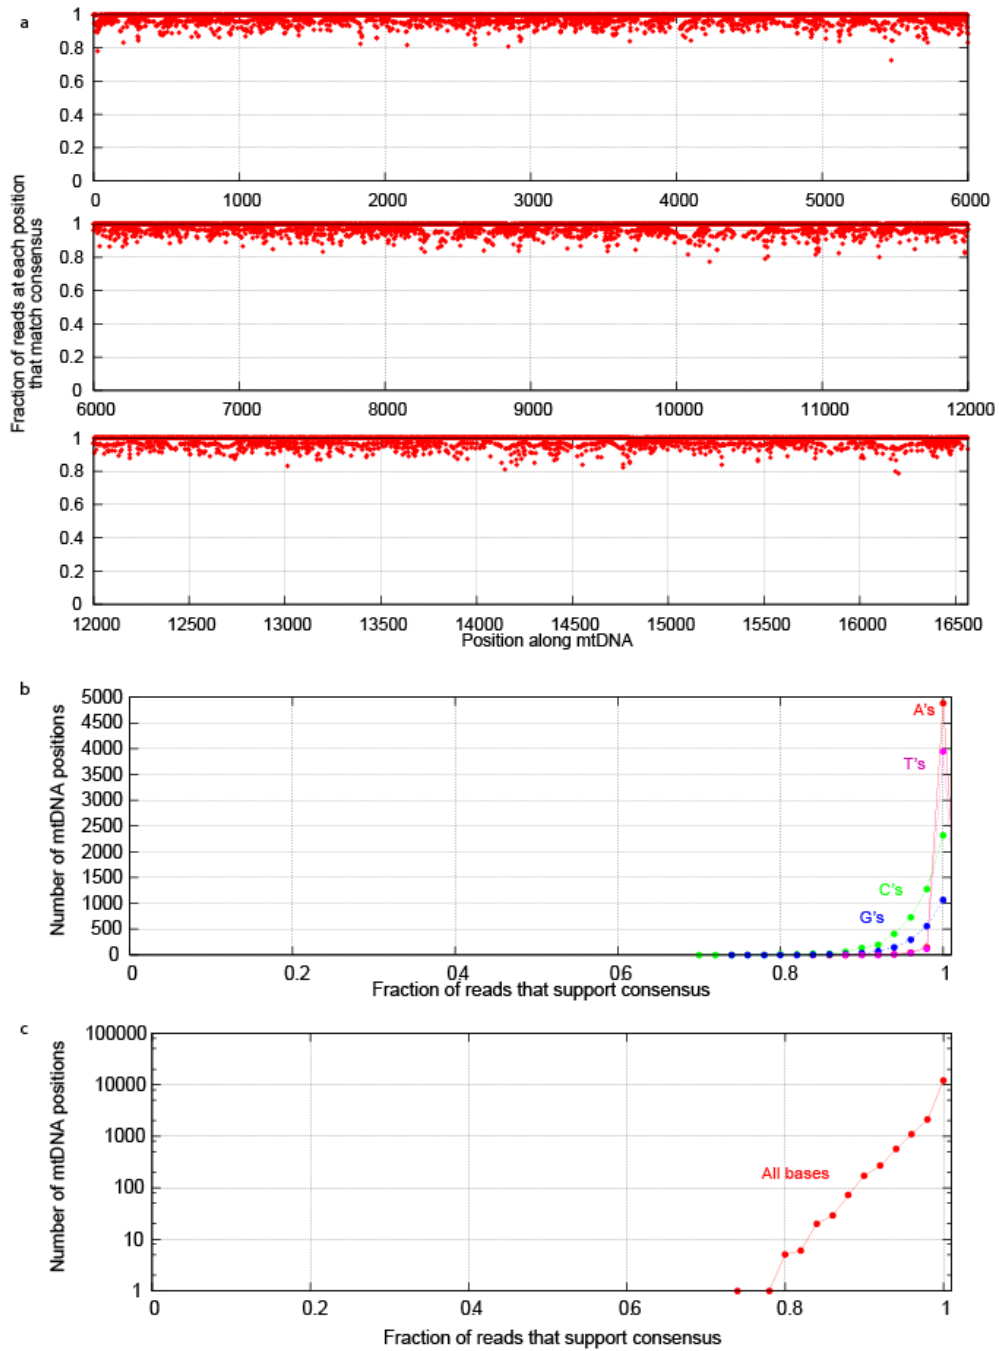 a
Fraction of reads at each position
that match consensus
1
0.8
0.6
0.4
0.2
0
0 1000 2000 3000 4000 5000 6000
1
0.8
0.6
0.4
0.2
0
6000 7000 8000 9000 10000 11000 12000
1
0.8
0.6
0.4
0.2
0
12000 12500 13000 13500 14000 14500 15000 15500 16000 16500
Position along mtDNA
b
Number of mtDNA positions
5000
4500
4000
3500
3000
2500
2000
1500
1000
500
0
A's
T's
C's
G's
0 0.2 0.4 0.6 0.8 1
Fraction of reads that support consensus
c
Number of mtDNA positions
100000
10000
1000
100
10
1
All bases
0 0.2 0.4 0.6 0.8 1
Fraction of reads that support consensus